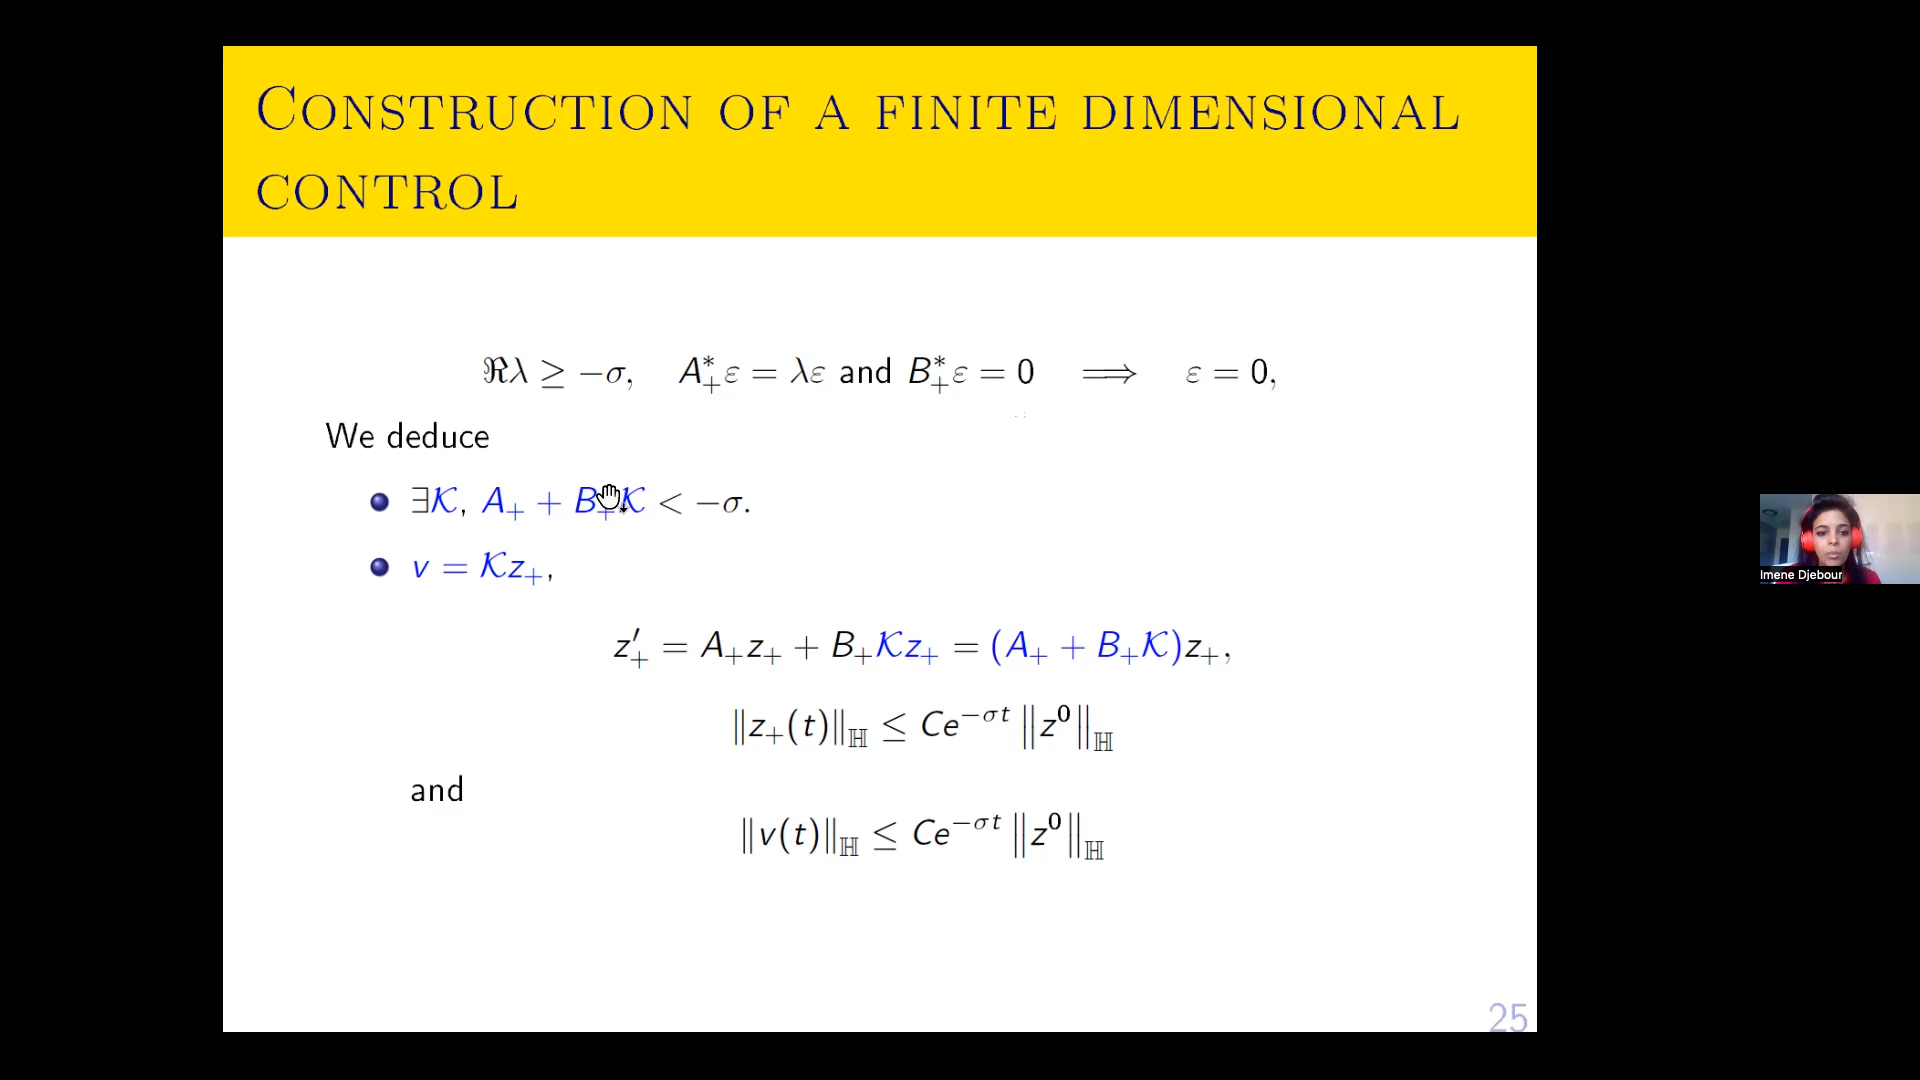 CONSTRUCTION OF A FINITE DIMENSIONAL
CONTROL
ℜλ ≥ −σ, A₊*ε = λε and B₊*ε = 0 ⟹ ε = 0,
We deduce
∃𝒦, A₊ + B₊𝒦 < −σ.
v = 𝒦z₊,
z₊′ = A₊z₊ + B₊𝒦z₊ = (A₊ + B₊𝒦)z₊,
‖z₊(t)‖_ℍ ≤ Ce^{−σt} ‖z⁰‖_ℍ
and
‖v(t)‖_ℍ ≤ Ce^{−σt} ‖z⁰‖_ℍ
25
Imene Djebour